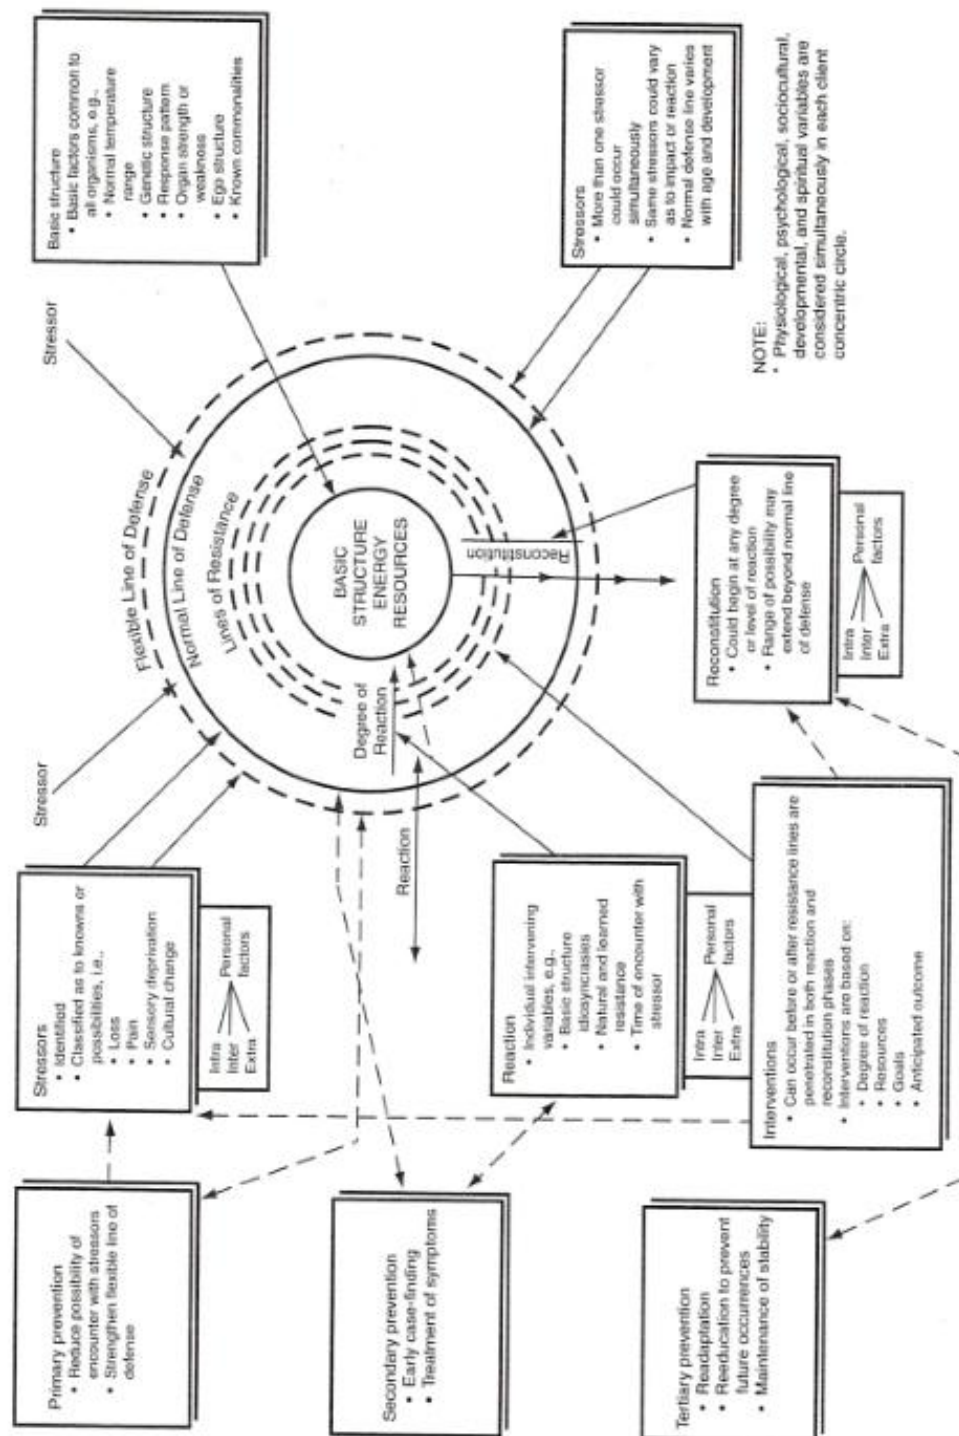 Primary prevention
• Reduce possibility of
encounter with stressors
• Strengthen flexible line of
defense
Secondary prevention
• Early case-finding
• Treatment of symptoms
Tertiary prevention
• Readaptation
• Reeducation to prevent
future occurrences
• Maintenance of stability
Stressors
• Identified
• Classified as to knowns or
possibilities, i.e.,
• Loss
• Pain
• Sensory deprivation
• Cultural change
Intra
Inter
Extra
Personal
factors
Stressor
Stressor
Flexible Line of Defense
Normal Line of Defense
Lines of Resistance
BASIC
STRUCTURE
ENERGY
RESOURCES
Degree of
Reaction
Reaction
Reconstitution
Reaction
• Individual intervening
variables, e.g.,
• Basic structure
idiosyncrasies
• Natural and learned
resistance
• Time of encounter with
stressor
Intra
Inter
Extra
Personal
factors
Interventions
• Can occur before or after resistance lines are
penetrated in both reaction and
reconstitution phases
• Interventions are based on:
• Degree of reaction
• Resources
• Goals
• Anticipated outcome
Reconstitution
• Could begin at any degree
or level of reaction
• Range of possibility may
extend beyond normal line
of defense
Intra
Inter
Extra
Personal
factors
Basic structure
• Basic factors common to
all organisms, e.g.,
• Normal temperature
range
• Genetic structure
• Response pattern
• Organ strength or
weakness
• Ego structure
• Known commonalities
Stressors
• More than one stressor
could occur
simultaneously
• Same stressors could vary
as to impact or reaction
• Normal defense line varies
with age and development
NOTE:
* Physiological, psychological, sociocultural,
developmental, and spiritual variables are
considered simultaneously in each client
concentric circle.